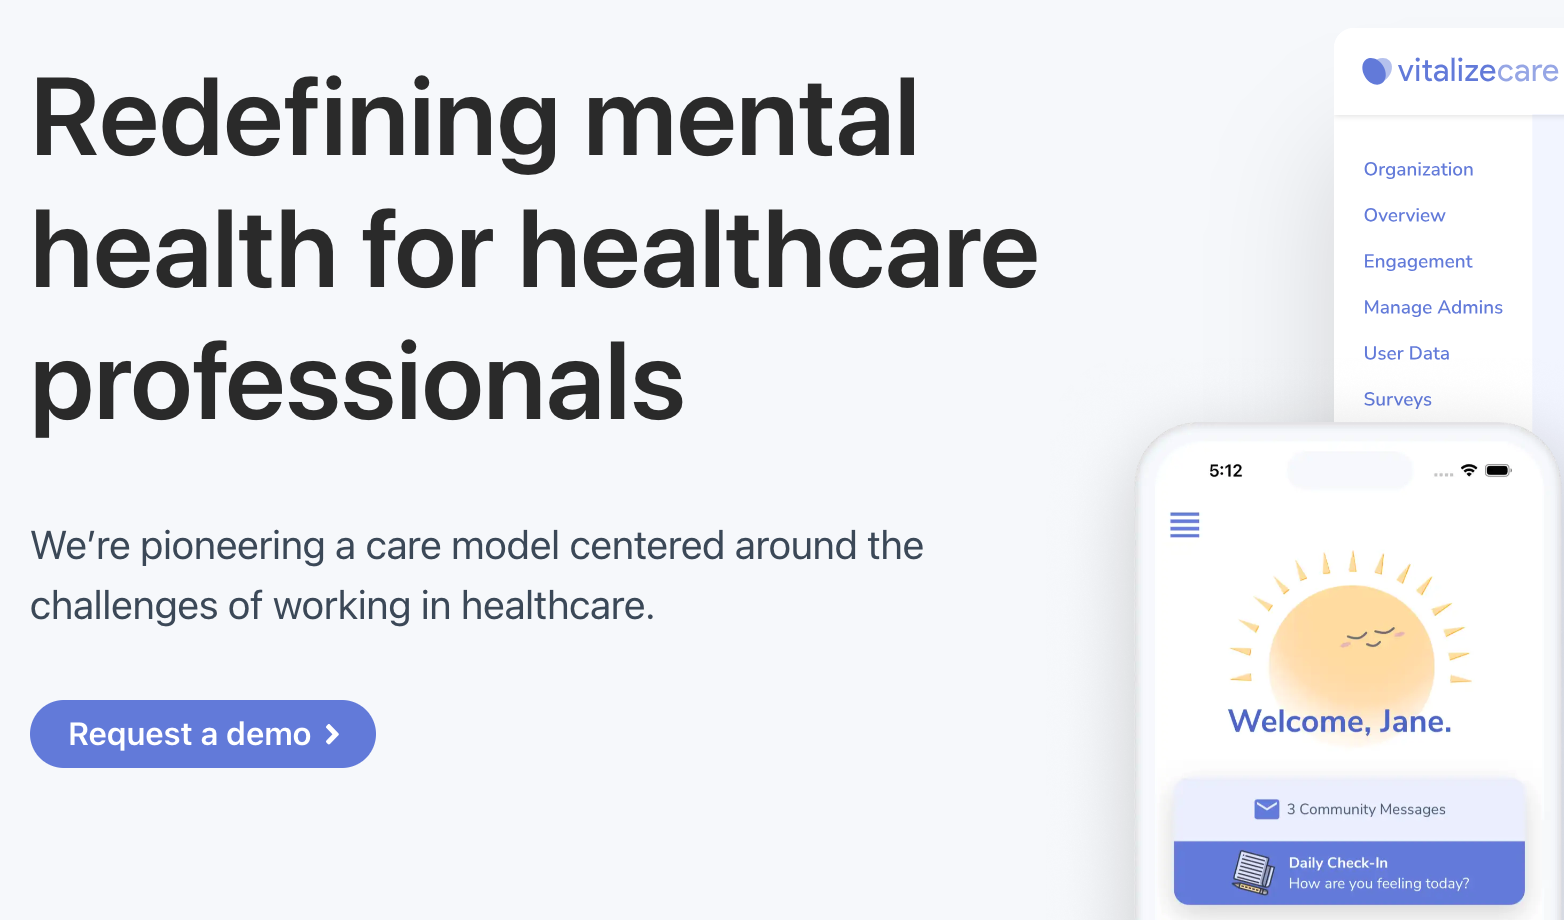 Redefining mental
health for healthcare
professionals
We’re pioneering a care model centered around the
challenges of working in healthcare.
Request a demo
vitalizecare
Organization
Overview
Engagement
Manage Admins
User Data
Surveys
5:12
Welcome, Jane.
3 Community Messages
Daily Check-In
How are you feeling today?